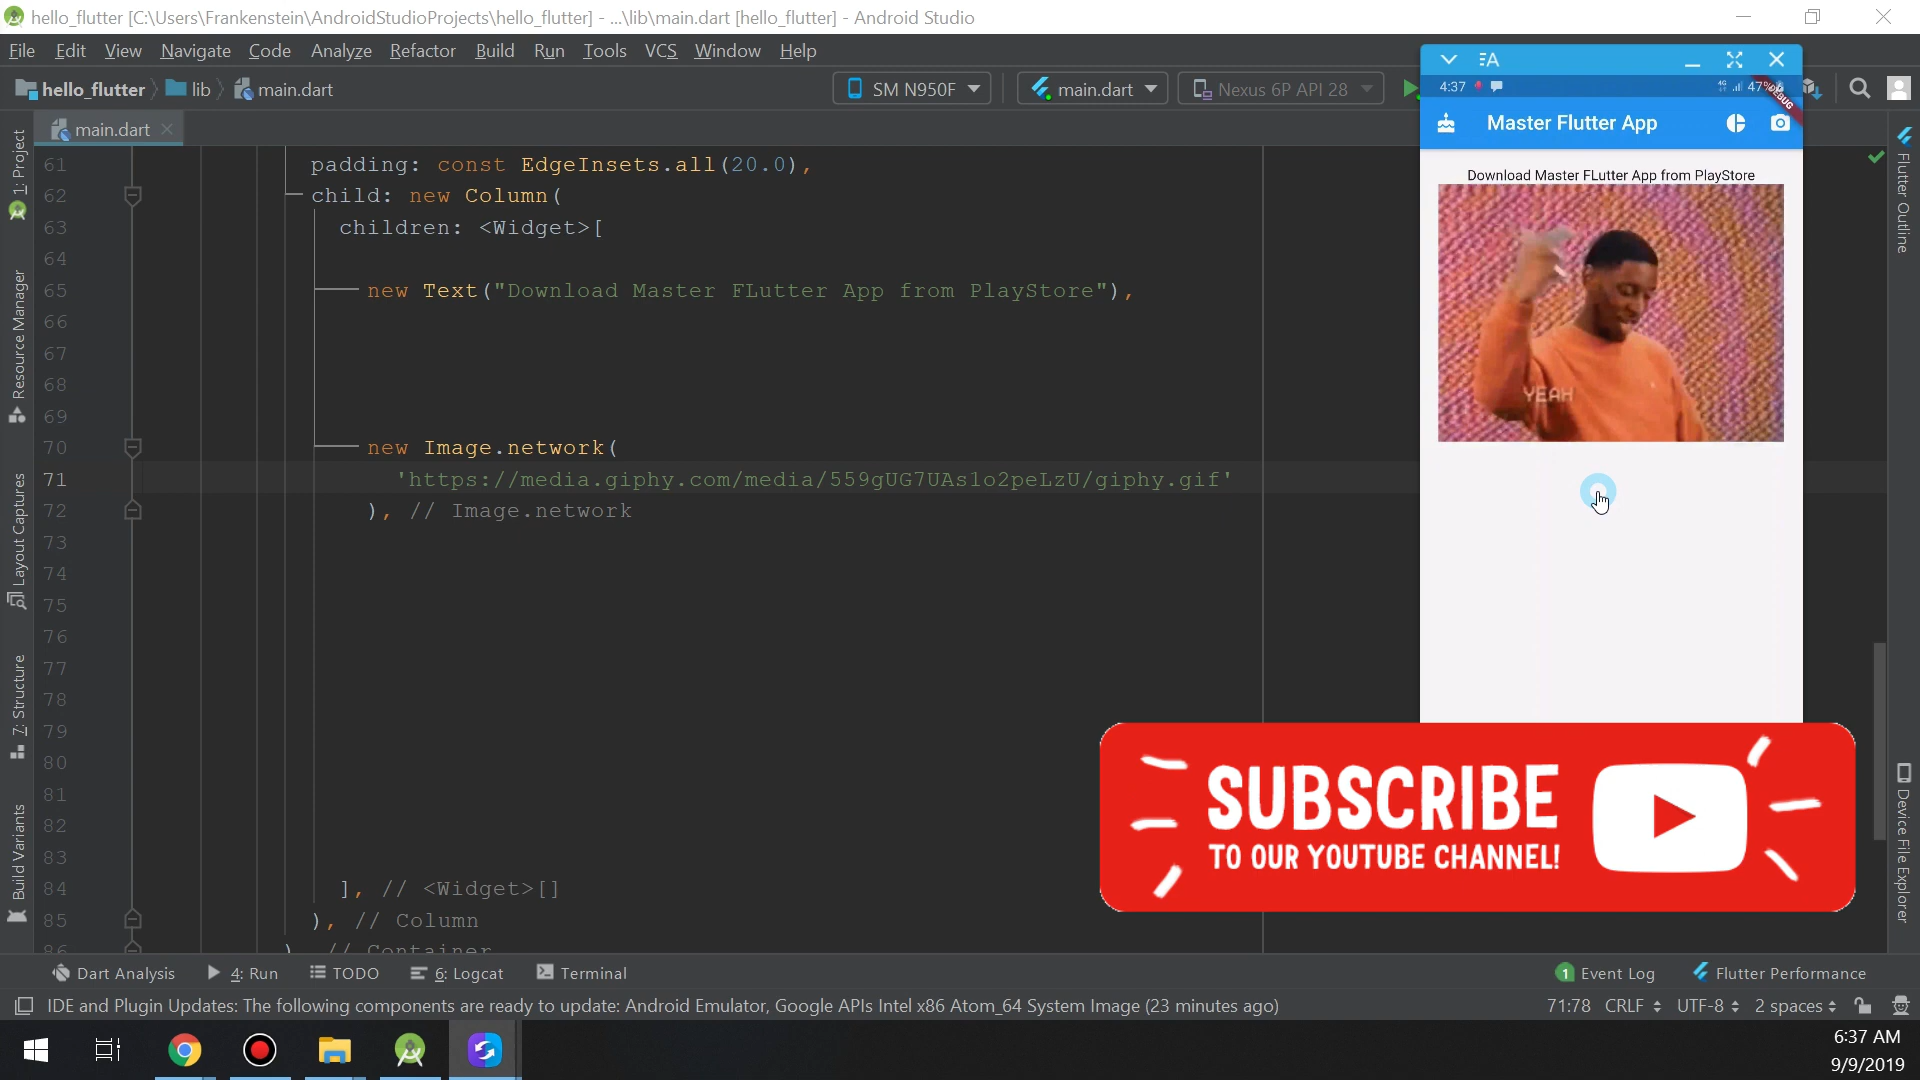 hello_flutter [C:\Users\Frankenstein\AndroidStudioProjects\hello_flutter] - ...\lib\main.dart [hello_flutter] - Android Studio
File Edit View Navigate Code Analyze Refactor Build Run Tools VCS Window Help
hello_flutter lib main.dart SM N950F main.dart Nexus 6P API 28
main.dart
1: Project
Resource Manager
Layout Captures
7: Structure
Build Variants
61 padding: const EdgeInsets.all(20.0),
62 child: new Column(
63 children: <Widget>[
64
65 new Text("Download Master FLutter App from PlayStore"),
66
67
68
69
70 new Image.network(
71 'https://media.giphy.com/media/559gUG7UAs1o2peLzU/giphy.gif'
72 ), // Image.network
73
74
75
76
77
78
79
80
81
82
83
84 ], // <Widget>[]
85 ), // Column
86 ), // Container
4:37 47%
DEBUG
Master Flutter App
Download Master FLutter App from PlayStore
YEAH
SUBSCRIBE
TO OUR YOUTUBE CHANNEL!
Flutter Outline
Device File Explorer
Dart Analysis 4: Run TODO 6: Logcat Terminal 1 Event Log Flutter Performance
IDE and Plugin Updates: The following components are ready to update: Android Emulator, Google APIs Intel x86 Atom_64 System Image (23 minutes ago) 71:78 CRLF UTF-8 2 spaces
6:37 AM
9/9/2019